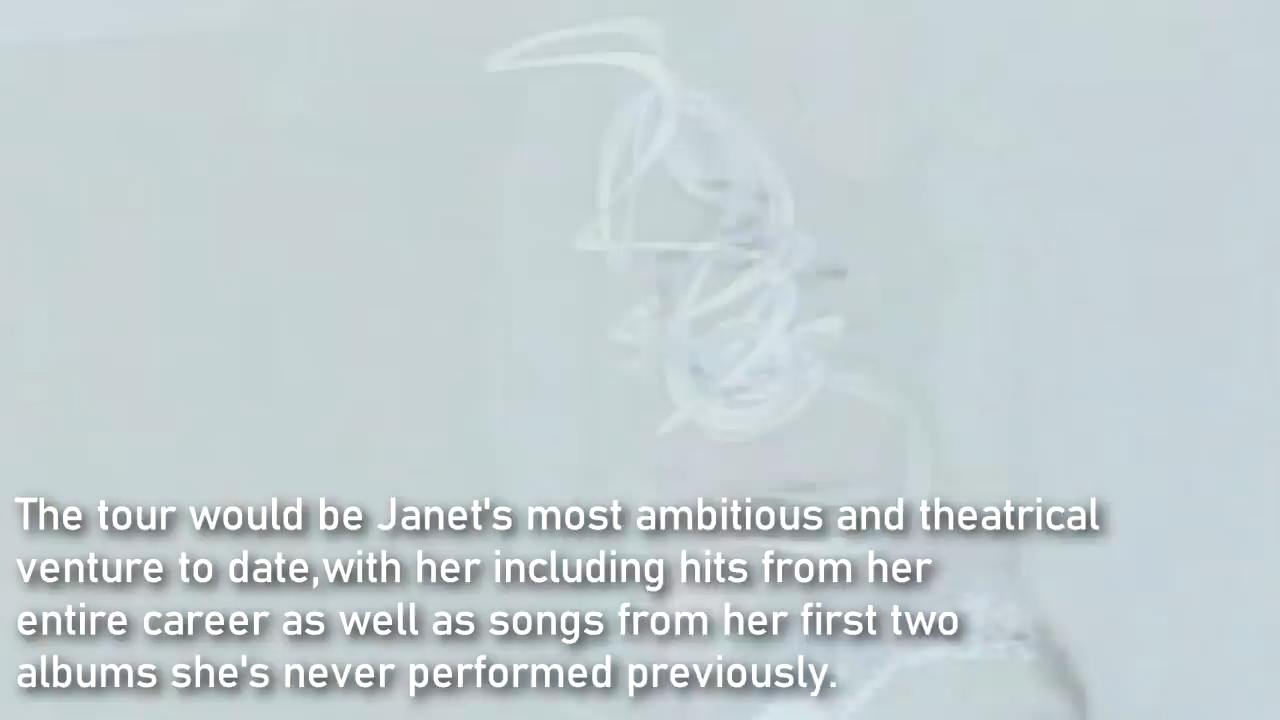 The tour would be Janet's most ambitious and theatrical
venture to date,with her including hits from her
entire career as well as songs from her first two
albums she's never performed previously.